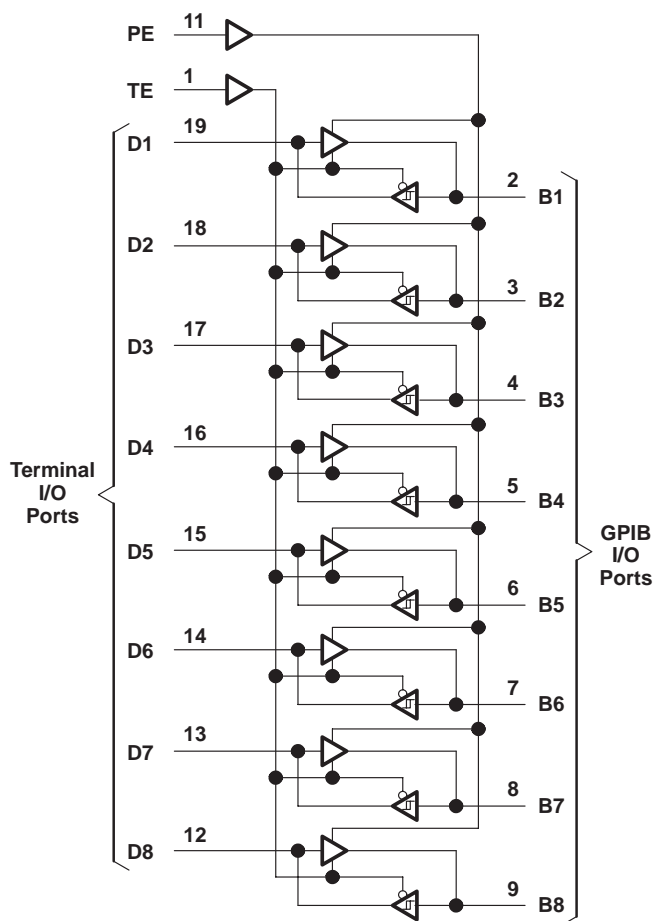 PE 11
TE 1
D1 19
2 B1
D2 18
3 B2
D3 17
4 B3
D4 16
Terminal
I/O
Ports
5 B4
D5 15
GPIB
I/O
Ports
6 B5
D6 14
7 B6
D7 13
8 B7
D8 12
9 B8